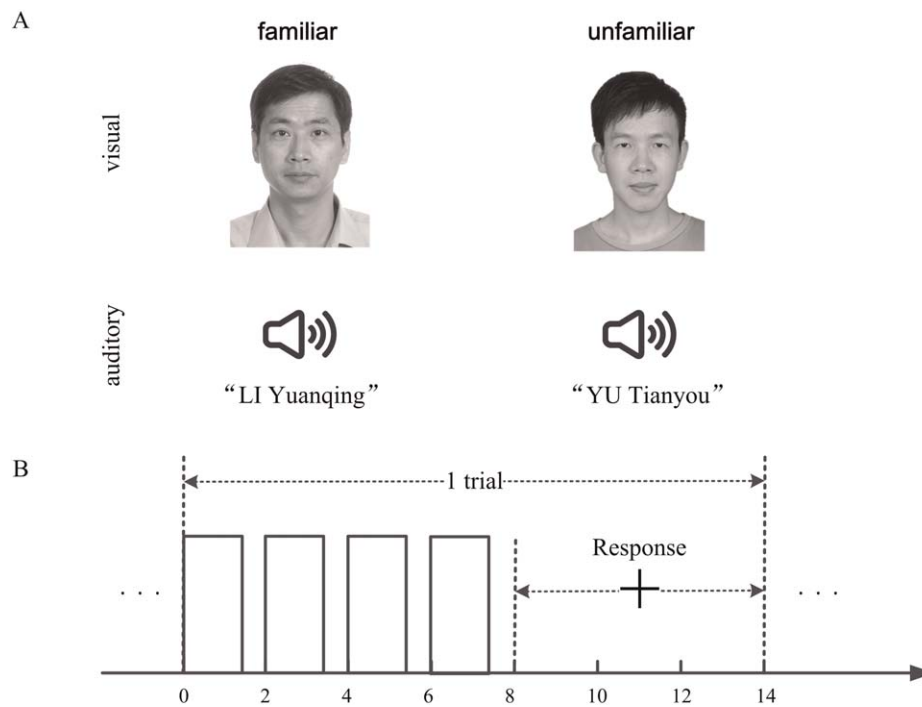 A
familiar unfamiliar
visual
auditory
“LI Yuanqing” “YU Tianyou”
B
1 trial
Response
. . . . . .
0 2 4 6 8 10 12 14